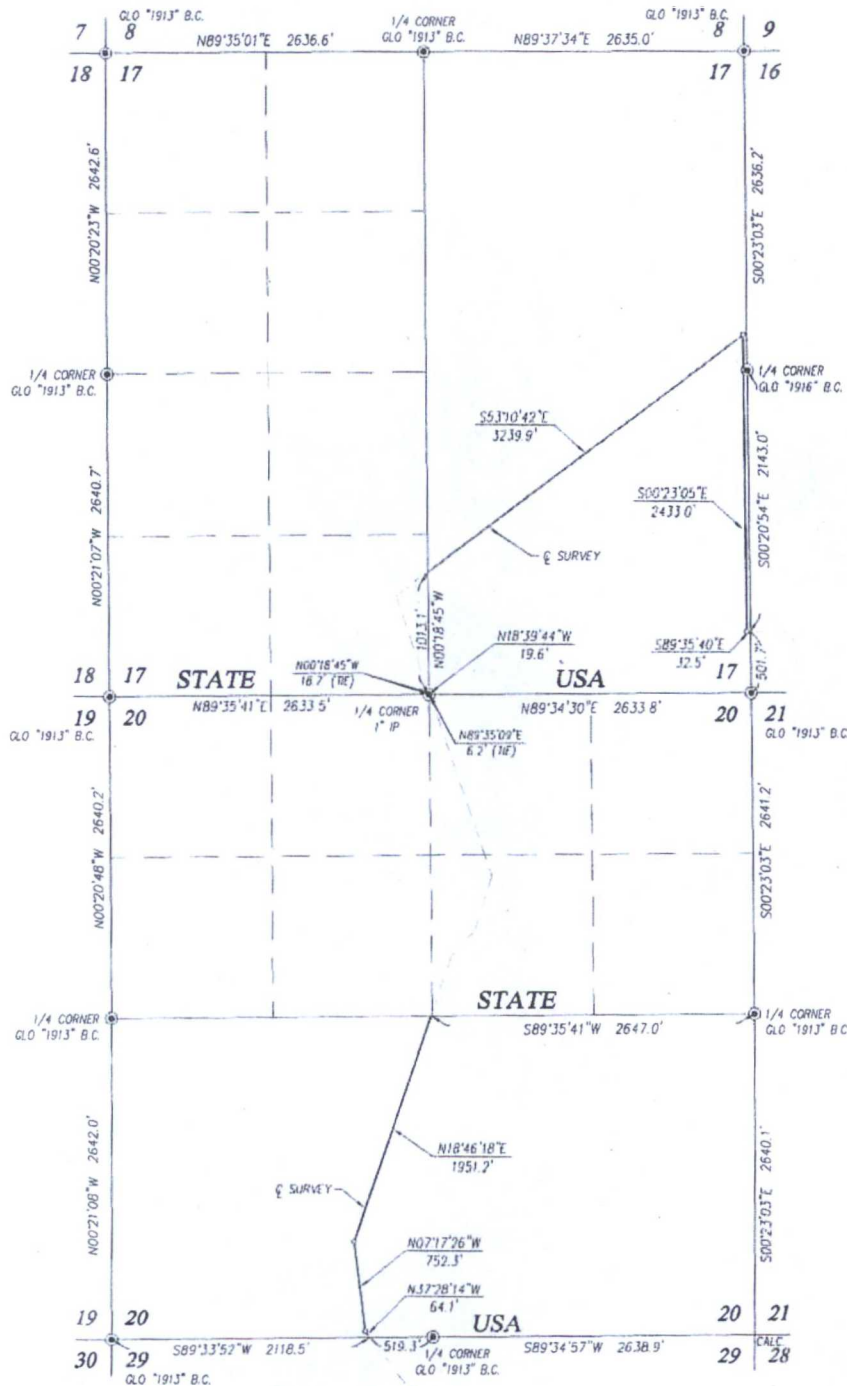 GLO "1913" B.C.
7 8
18 17
N89°35'01"E 2636.6'
1/4 CORNER
GLO "1913" B.C.
N89°37'34"E 2635.0'
GLO "1913" B.C.
8 9
17 16
N00°20'23"W 2642.6'
S00°23'03"E 2636.2'
1/4 CORNER
GLO "1913" B.C.
1/4 CORNER
GLO "1916" B.C.
S53°10'42"E
3239.9'
S00°23'05"E
2433.0'
S00°20'54"E 2143.0'
N00°21'07"W 2640.7'
℄ SURVEY
1013.1'
N00°18'45"W
N18°39'44"W
19.6'
S89°35'40"E
32.5'
501.7'
N00°18'45"W
18.7' (TIE)
18 17
STATE
USA
17
19 20
N89°35'41"E 2633.5'
1/4 CORNER
1" IP
N89°34'30"E 2633.8'
20 21
GLO "1913" B.C.
GLO "1913" B.C.
N89°35'09"E
6.2' (TIE)
N00°20'48"W 2640.2'
S00°23'03"E 2641.2'
STATE
1/4 CORNER
GLO "1913" B.C.
S89°35'41"W 2647.0'
1/4 CORNER
GLO "1913" B.C.
N00°21'08"W 2642.0'
N18°46'18"E
1951.2'
S00°23'03"E 2640.1'
℄ SURVEY
N07°17'26"W
752.3'
N37°28'14"W
64.1'
19 20
USA
20 21
30 29
GLO "1913" B.C.
S89°33'52"W 2118.5'
519.3'
1/4 CORNER
GLO "1913" B.C.
S89°34'57"W 2638.9'
CALC.
29 28